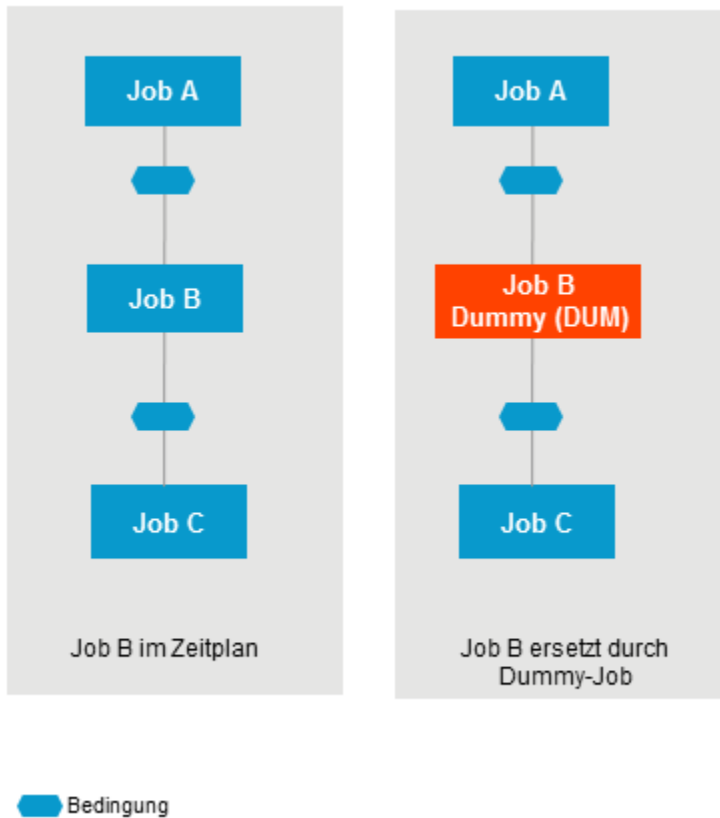 Job A
Job B
Job C
Job B im Zeitplan
Job A
Job B
Dummy (DUM)
Job C
Job B ersetzt durch
Dummy-Job
Bedingung